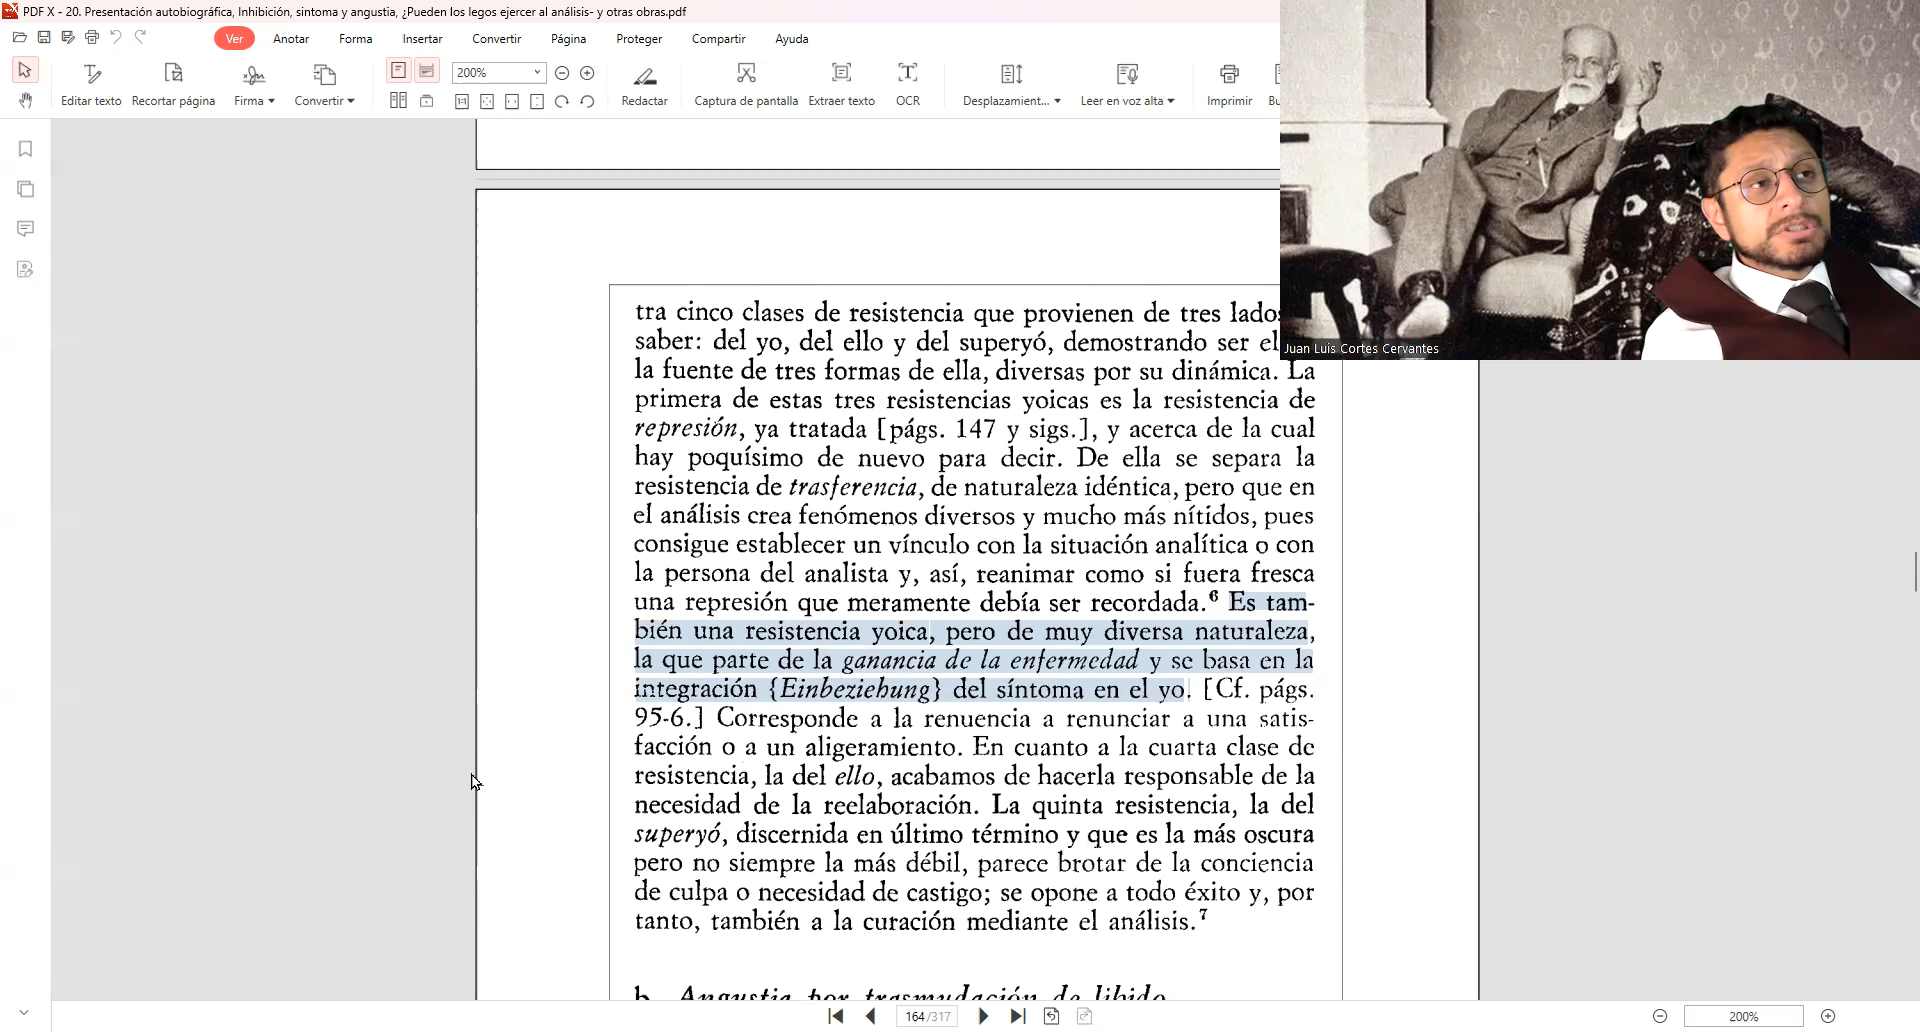 PDF X - 20. Presentación autobiográfica, Inhibición, sintoma y angustia, ¿Pueden los legos ejercer al análisis- y otras obras.pdf
Ver Anotar Forma Insertar Convertir Página Proteger Compartir Ayuda
200%
Editar texto Recortar página Firma Convertir Redactar Captura de pantalla Extraer texto OCR Desplazamient... Leer en voz alta Imprimir Bu
Juan Luis Cortes Cervantes
tra cinco clases de resistencia que provienen de tres lados
saber: del yo, del ello y del superyó, demostrando ser el
la fuente de tres formas de ella, diversas por su dinámica. La
primera de estas tres resistencias yoicas es la resistencia de
represión, ya tratada [págs. 147 y sigs.], y acerca de la cual
hay poquísimo de nuevo para decir. De ella se separa la
resistencia de trasferencia, de naturaleza idéntica, pero que en
el análisis crea fenómenos diversos y mucho más nítidos, pues
consigue establecer un vínculo con la situación analítica o con
la persona del analista y, así, reanimar como si fuera fresca
una represión que meramente debía ser recordada.⁶ Es tam-
bién una resistencia yoica, pero de muy diversa naturaleza,
la que parte de la ganancia de la enfermedad y se basa en la
integración {Einbeziehung} del síntoma en el yo. [Cf. págs.
95-6.] Corresponde a la renuencia a renunciar a una satis-
facción o a un aligeramiento. En cuanto a la cuarta clase de
resistencia, la del ello, acabamos de hacerla responsable de la
necesidad de la reelaboración. La quinta resistencia, la del
superyó, discernida en último término y que es la más oscura
pero no siempre la más débil, parece brotar de la conciencia
de culpa o necesidad de castigo; se opone a todo éxito y, por
tanto, también a la curación mediante el análisis.⁷
b. Angustia por trasmudación de libido
164 /317
200%